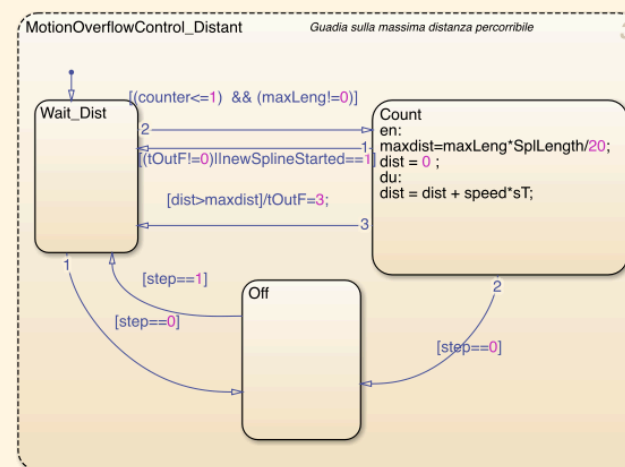 MotionOverflowControl_Distant
Guadia sulla massima distanza percorribile
3
[(counter<=1) && (maxLeng!=0)]
Wait_Dist
2
Count
en:
maxdist=maxLeng*SplLength/20;
dist = 0 ;
du:
dist = dist + speed*sT;
1
[(tOutF!=0)||newSplineStarted==1]
[dist>maxdist]/tOutF=3;
3
1
[step==1]
Off
2
[step==0]
[step==0]